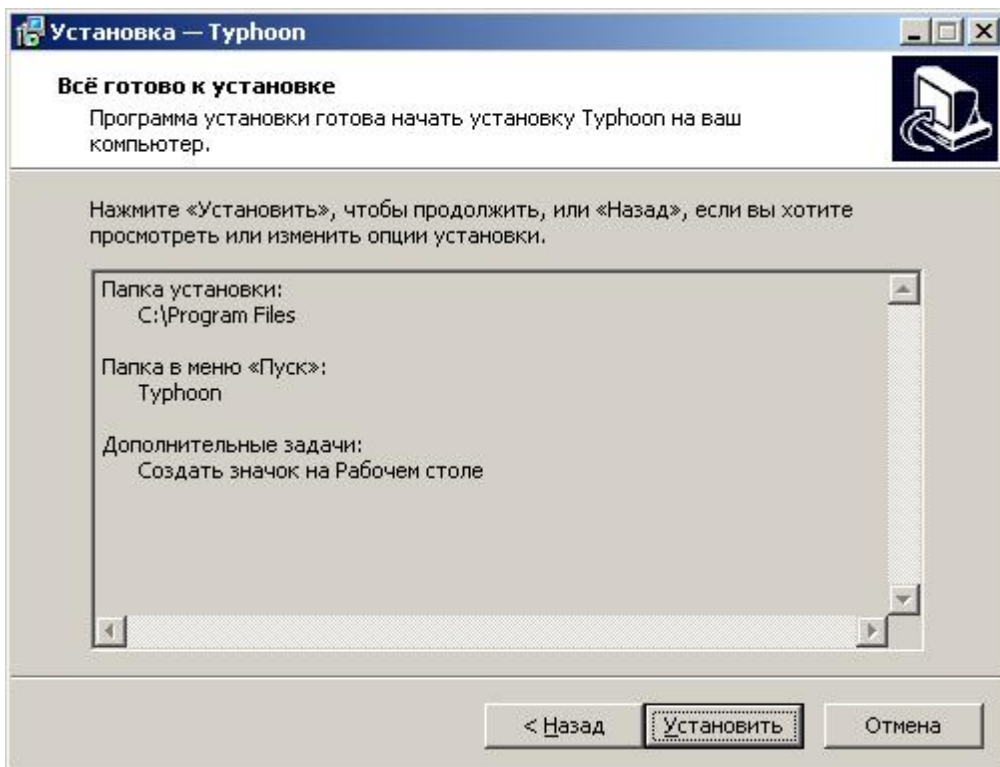 Установка — Typhoon
Всё готово к установке
Программа установки готова начать установку Typhoon на ваш
компьютер.
Нажмите «Установить», чтобы продолжить, или «Назад», если вы хотите
просмотреть или изменить опции установки.
Папка установки:
C:\Program Files
Папка в меню «Пуск»:
Typhoon
Дополнительные задачи:
Создать значок на Рабочем столе
< Назад
Установить
Отмена